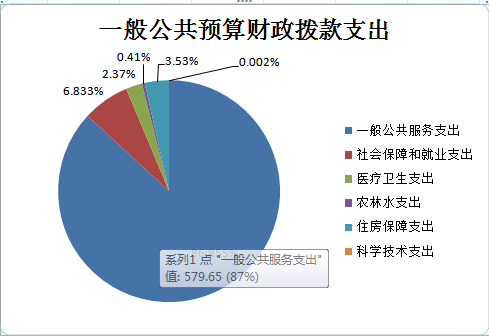 一般公共预算财政拨款支出
0.41%
3.53%
0.002%
2.37%
6.833%
一般公共服务支出
社会保障和就业支出
医疗卫生支出
农林水支出
住房保障支出
科学技术支出
系列1 点 "一般公共服务支出"
值: 579.65 (87%)